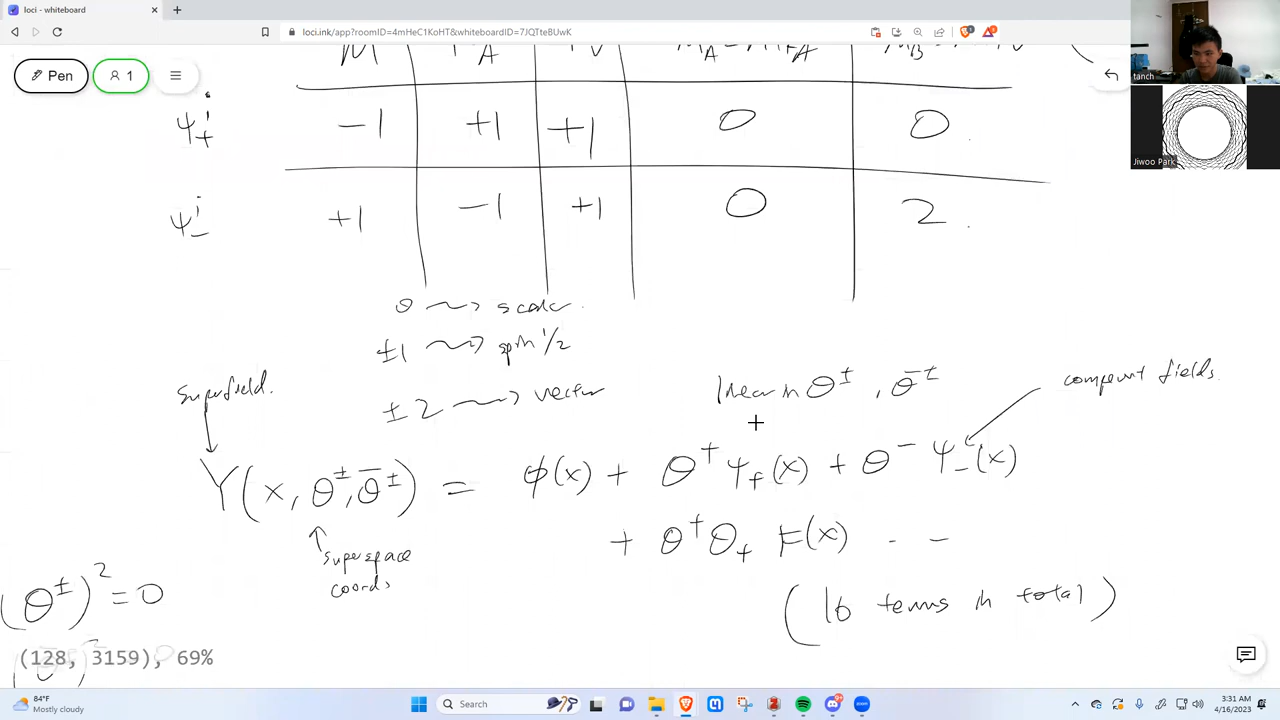 loci - whiteboard
loci.ink/app?roomID=4mHeC1KoHT&whiteboardID=7JQTteBUwK
Pen
1
tanch
Jiwoo Park
ψ₊ⁱ −1 +1 +1 0 0
ψ₋ⁱ +1 −1 +1 0 2
0 ⇝ scalar
±1 ⇝ spin 1/2
±2 ⇝ vector
superfield.
linear in θ^±, θ̄^±
component fields.
Y(x, θ^±, θ̄^±) = φ(x) + θ⁺ψ₊(x) + θ⁻ψ₋(x)
+ θ⁺θ₊ F(x) . . –
superspace
coords
(16 terms in total)
(θ^±)² = 0
(128, 3159), 69%
84°F
Mostly cloudy
Search
3:31 AM
4/16/2023